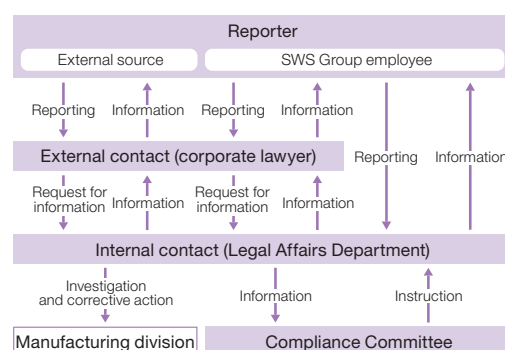 Reporter
External source SWS Group employee
Reporting Information Reporting Information
External contact (corporate lawyer) Reporting Information
Request for information Information Request for information Information
Internal contact (Legal Affairs Department)
Investigation
and corrective action Information Instruction
Manufacturing division Compliance Committee